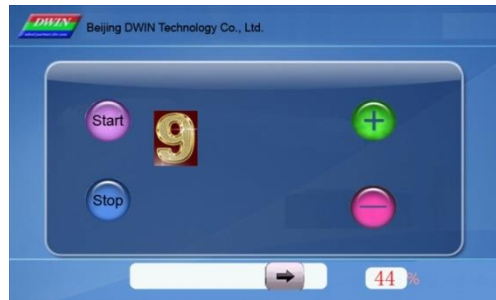 DWIN
Beijing DWIN Technology Co., Ltd.
Start
9
+
Stop
—
44 %